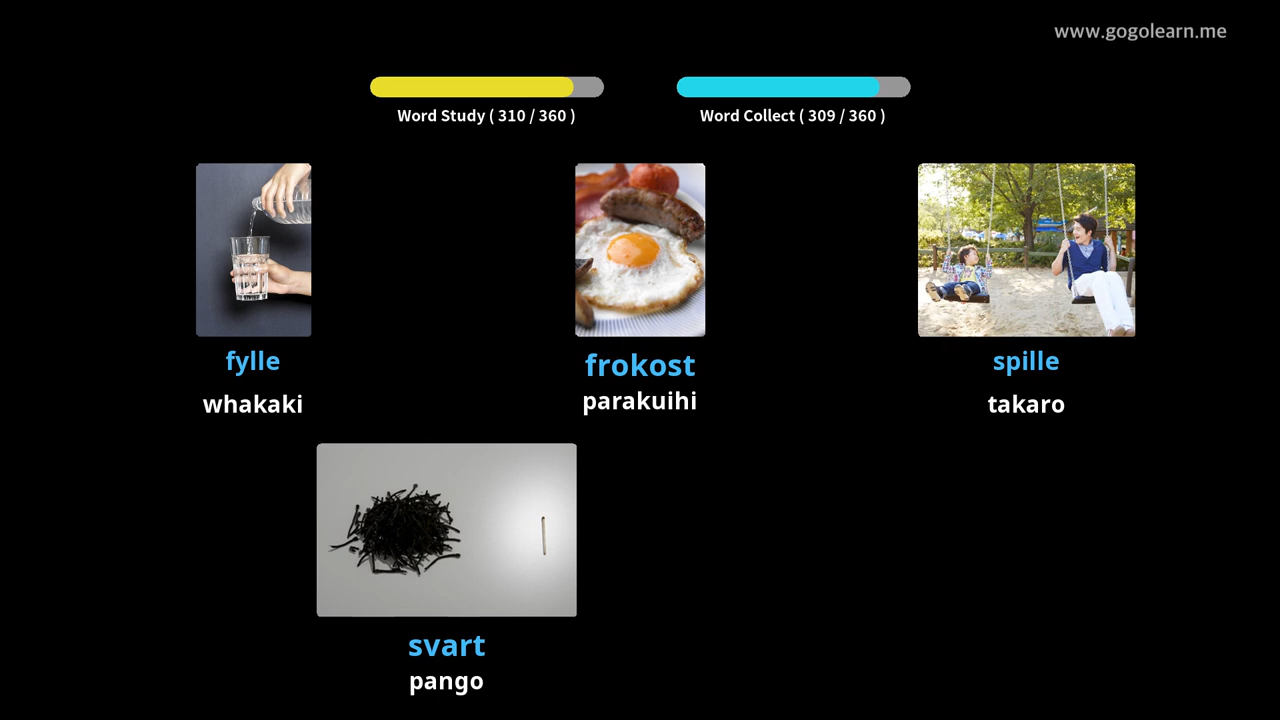 www.gogolearn.me
Word Study ( 310 / 360 )
Word Collect ( 309 / 360 )
fylle
whakaki
frokost
parakuihi
spille
takaro
svart
pango